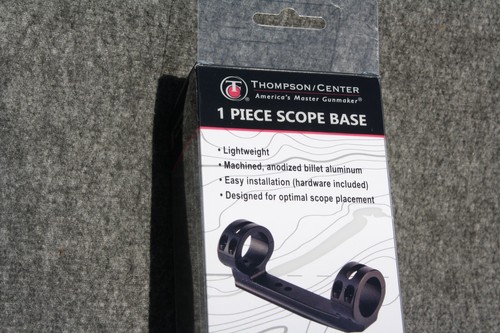 THOMPSON/CENTER
America's Master Gunmaker®
1 PIECE SCOPE BASE
• Lightweight
• Machined, anodized billet aluminum
• Easy installation (hardware included)
• Designed for optimal scope placement